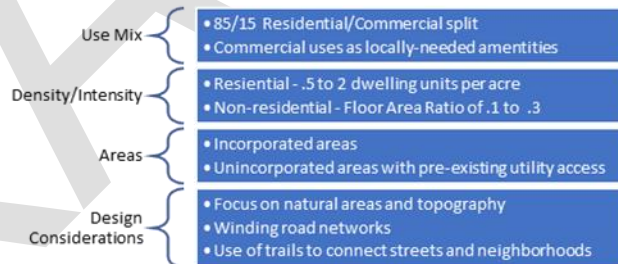 Use Mix
• 85/15 Residential/Commercial split
• Commercial uses as locally-needed amentities
Density/Intensity
• Resiential - .5 to 2 dwelling units per acre
• Non-residential - Floor Area Ratio of .1 to .3
Areas
• Incorporated areas
• Unincorporated areas with pre-existing utility access
Design
Considerations
• Focus on natural areas and topography
• Winding road networks
• Use of trails to connect streets and neighborhoods